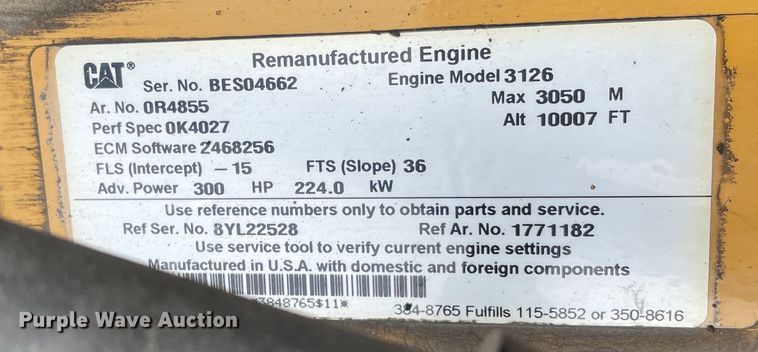 Remanufactured Engine
CAT®
Ser. No. BES04662 Engine Model 3126
Ar. No. 0R4855 Max 3050 M
Perf Spec 0K4027 Alt 10007 FT
ECM Software 2468256
FLS (Intercept) -15 FTS (Slope) 36
Adv. Power 300 HP 224.0 kW
Use reference numbers only to obtain parts and service.
Ref Ser. No. 8YL22528 Ref Ar. No. 1771182
Use service tool to verify current engine settings
Manufactured in U.S.A. with domestic and foreign components
*3848765$11*
384-8765 Fulfills 115-5852 or 350-8616
Purple Wave Auction